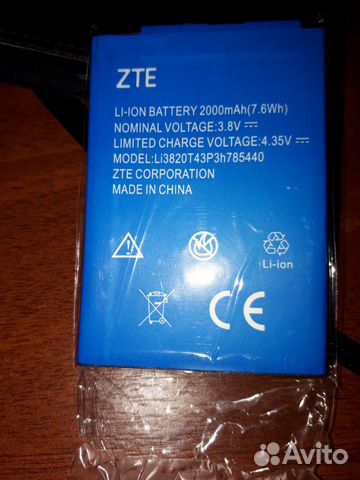 ZTE
LI-ION BATTERY 2000mAh(7.6Wh)
NOMINAL VOLTAGE:3.8V
LIMITED CHARGE VOLTAGE:4.35V
MODEL:Li3820T43P3h785440
ZTE CORPORATION
MADE IN CHINA
Li-ion
CE
Avito